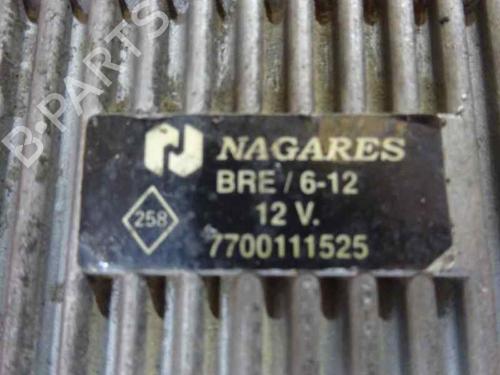 B-PARTS
NAGARES
BRE / 6-12
258
12 V.
7700111525